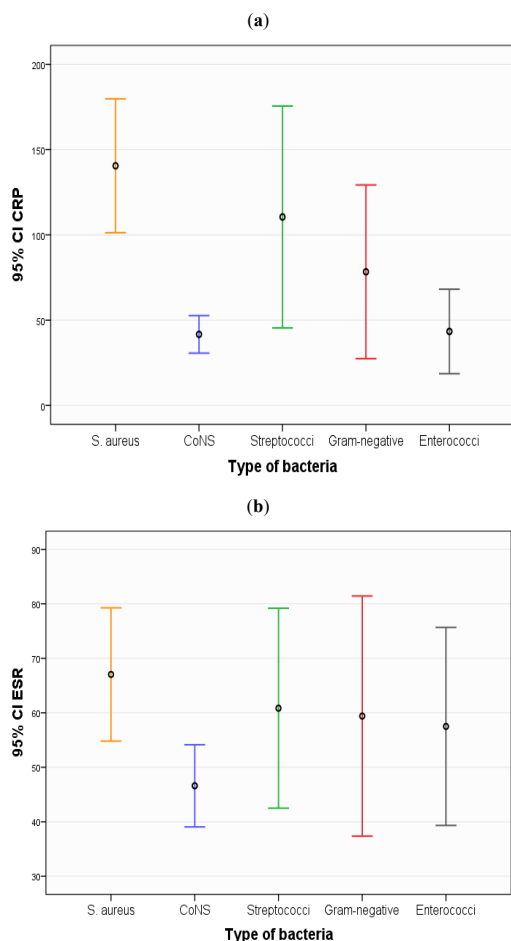 (a)
200
150
100
50
0
95% CI CRP
S. aureus CoNS Streptococci Gram-negative Enterococci
Type of bacteria
(b)
90
80
70
60
50
40
30
95% CI ESR
S. aureus CoNS Streptococci Gram-negative Enterococci
Type of bacteria